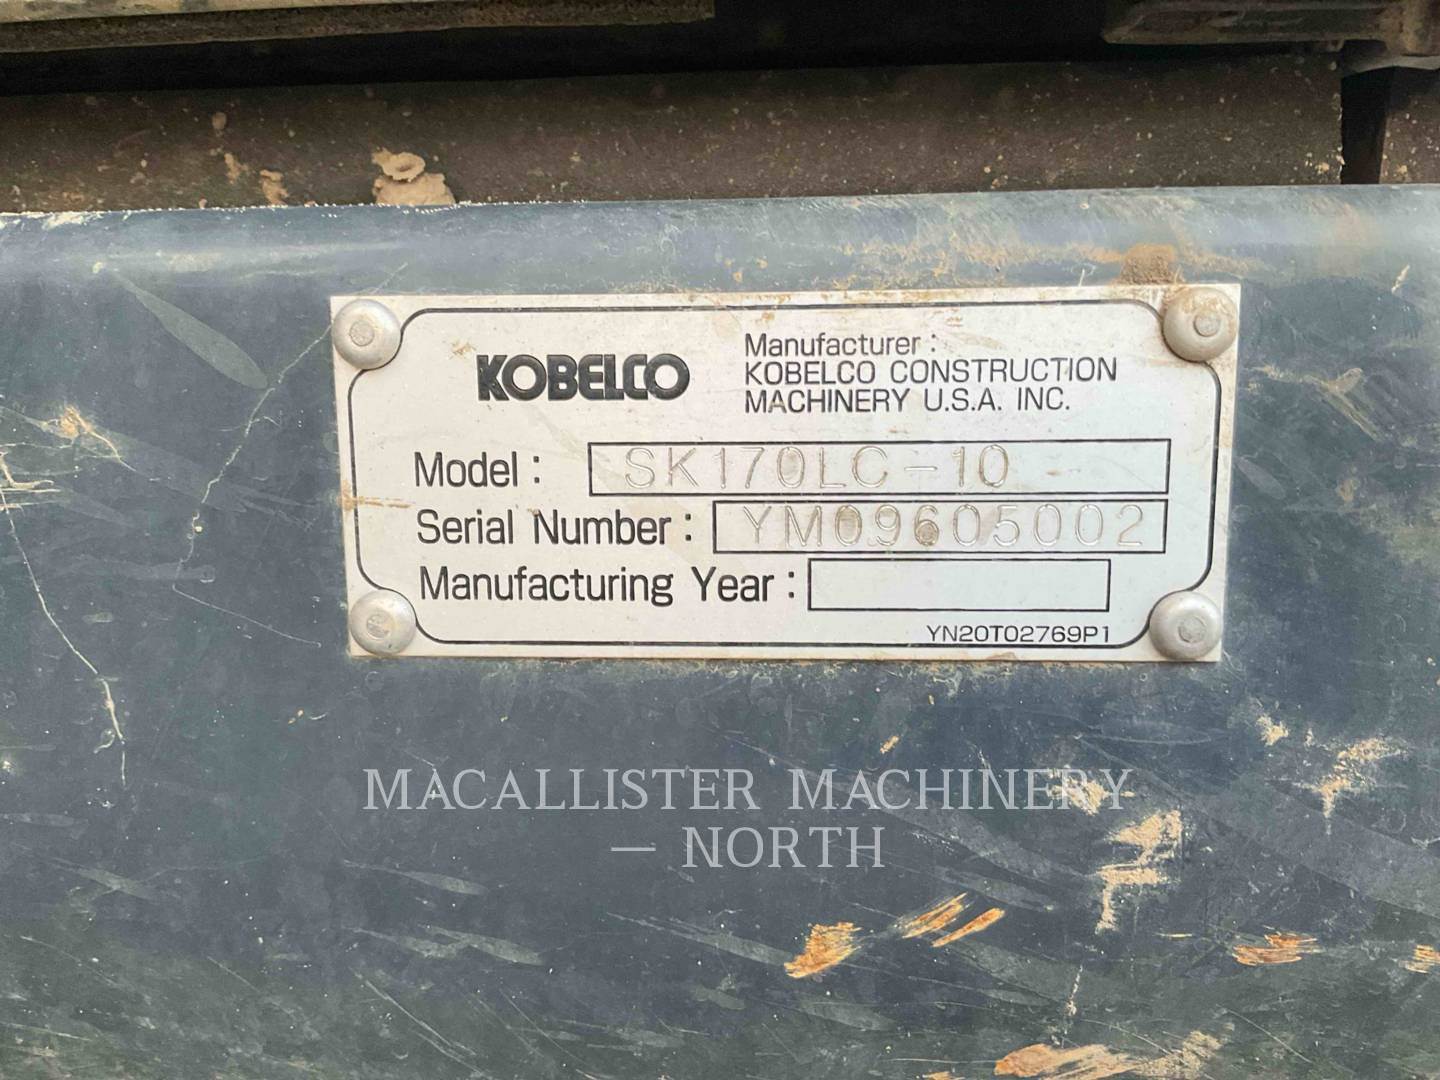 KOBELCO
Manufacturer :
KOBELCO CONSTRUCTION
MACHINERY U.S.A. INC.
Model : SK170LC-10
Serial Number : YM09605002
Manufacturing Year :
YN20T02769P1
MACALLISTER MACHINERY
— NORTH